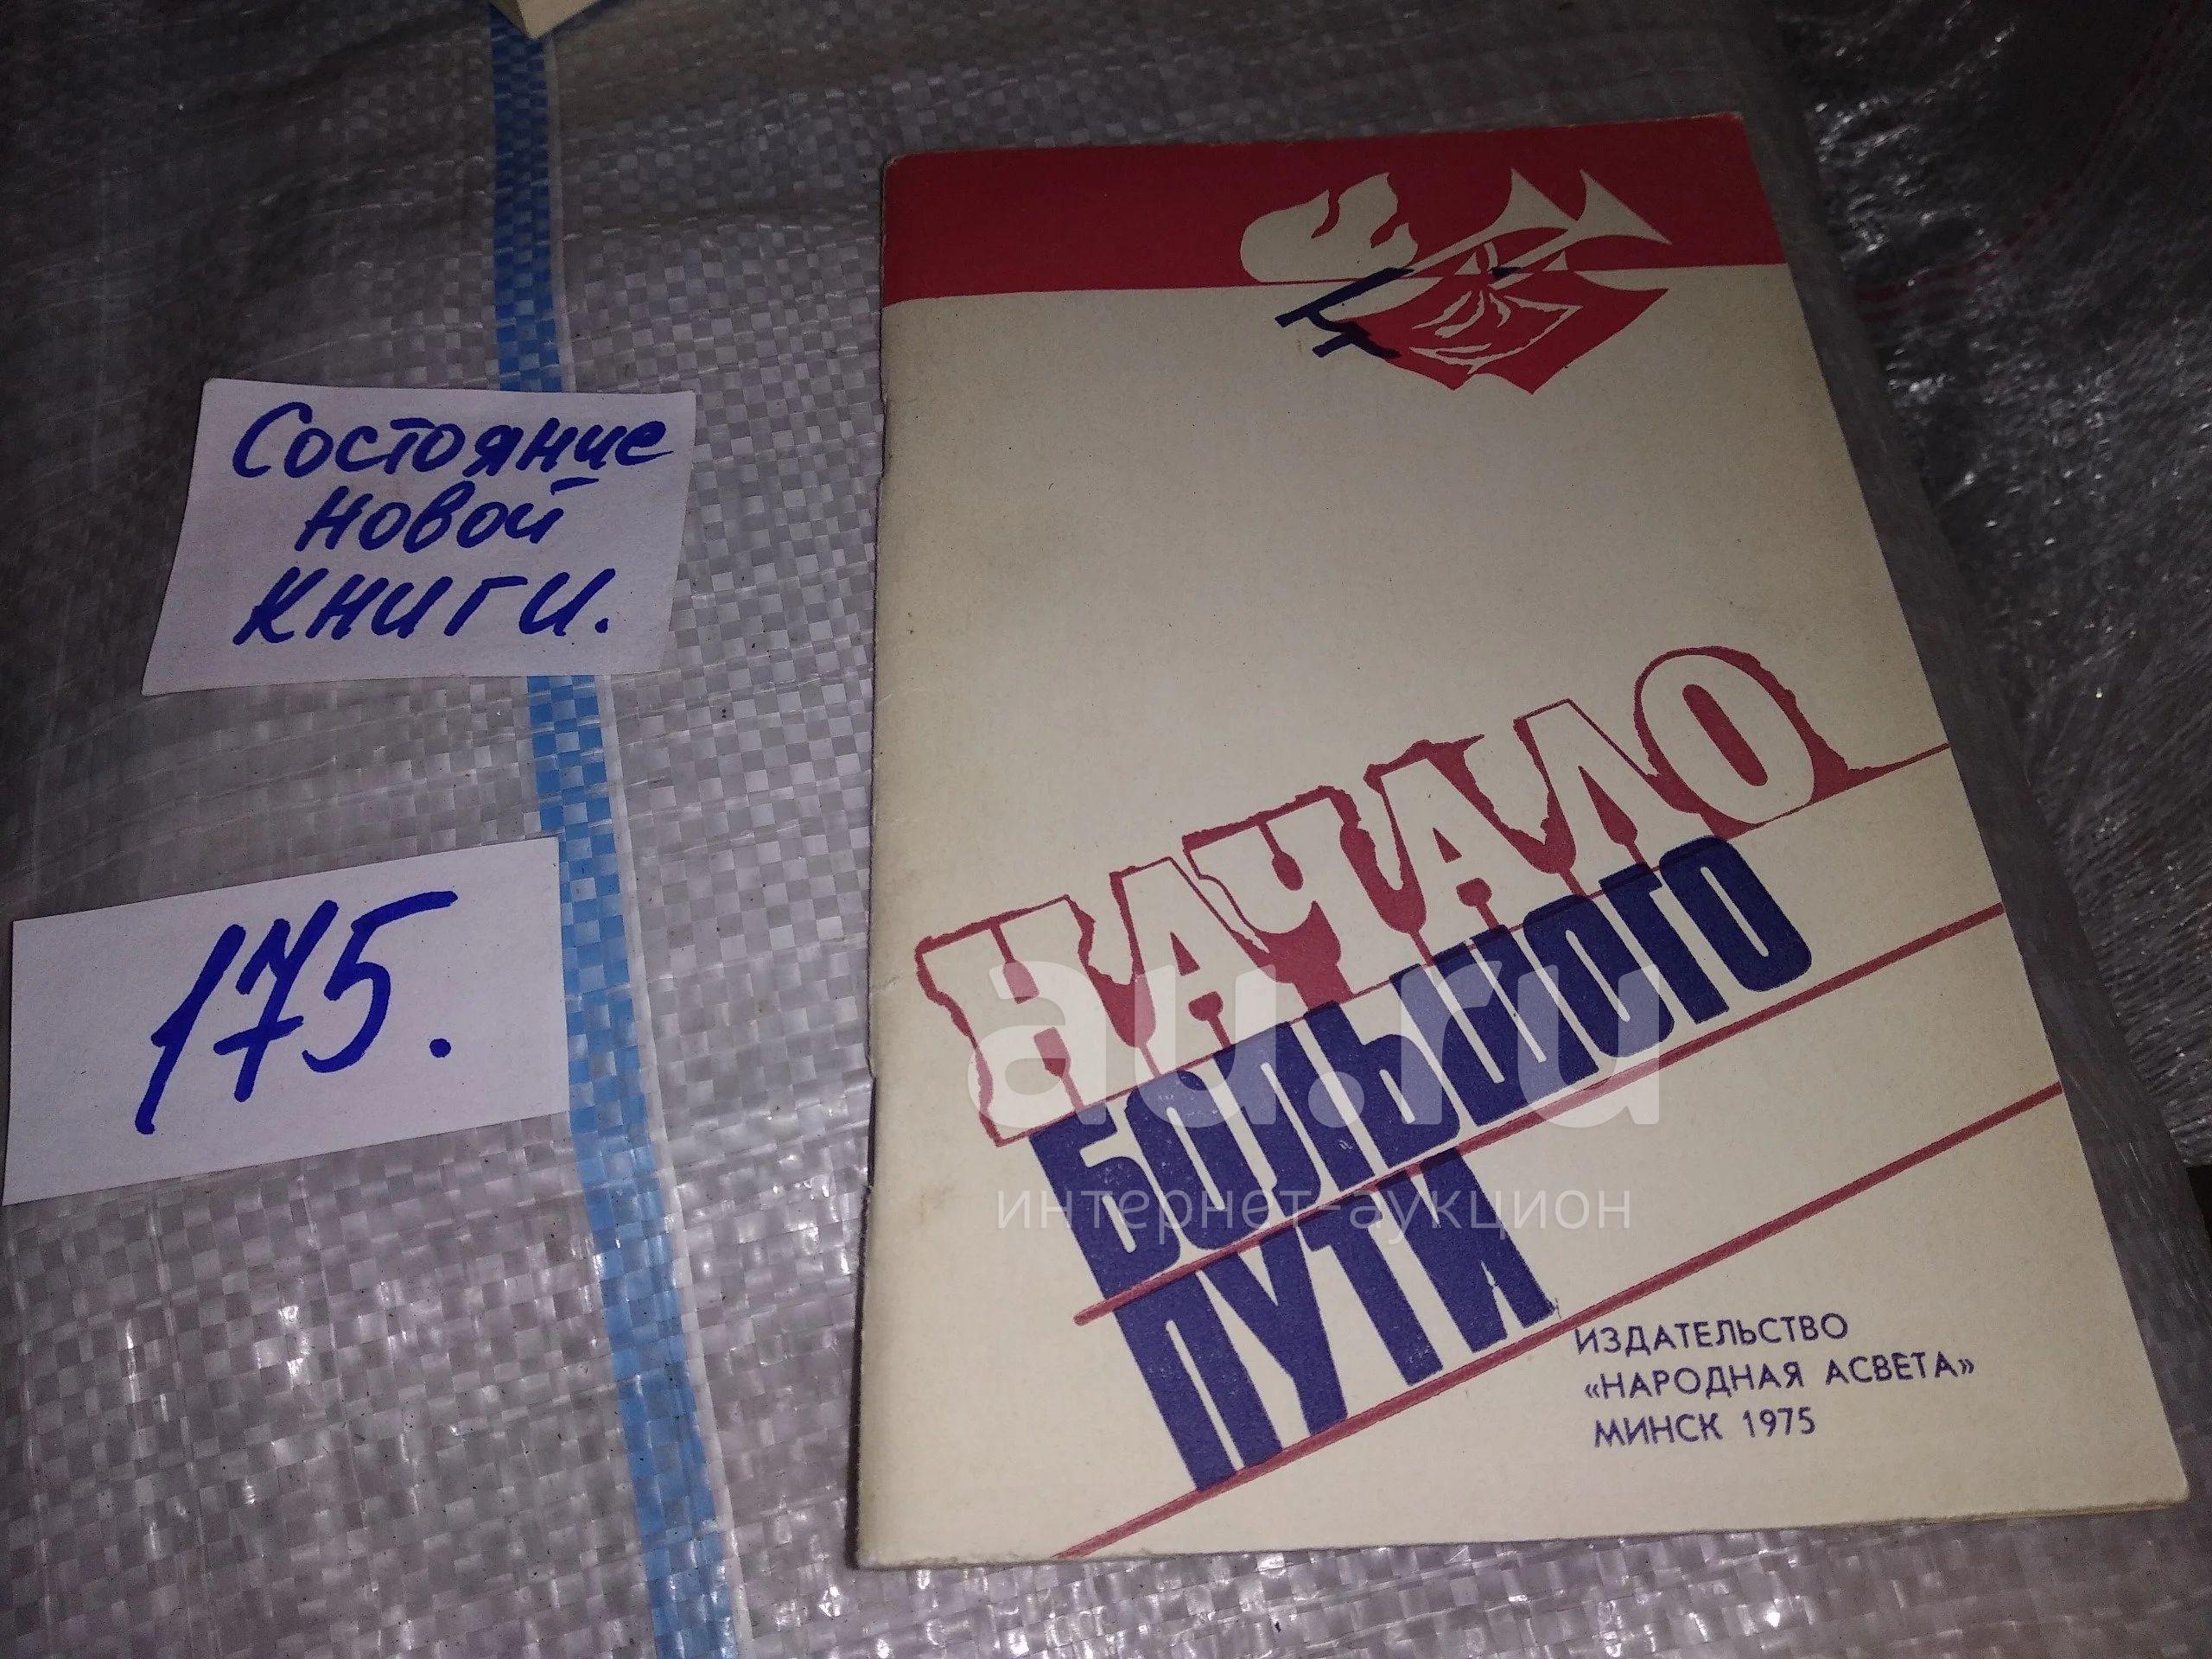 Состояние
новой
книги.
175.
НАЧАЛО
БОЛЬШОГО
ПУТИ
ИЗДАТЕЛЬСТВО
«НАРОДНАЯ АСВЕТА»
МИНСК 1975
au.ru
интернет-аукцион